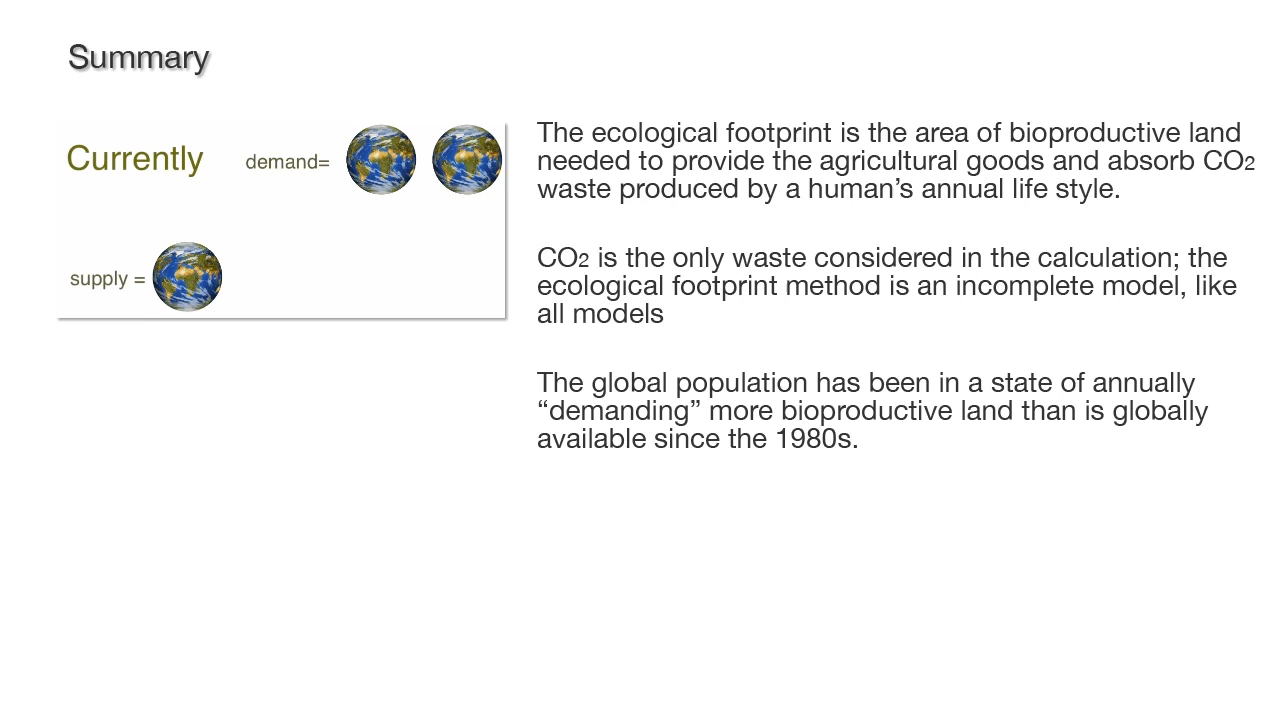 Summary
Currently
demand=
supply =
The ecological footprint is the area of bioproductive land
needed to provide the agricultural goods and absorb CO2
waste produced by a human’s annual life style.
CO2 is the only waste considered in the calculation; the
ecological footprint method is an incomplete model, like
all models
The global population has been in a state of annually
“demanding” more bioproductive land than is globally
available since the 1980s.